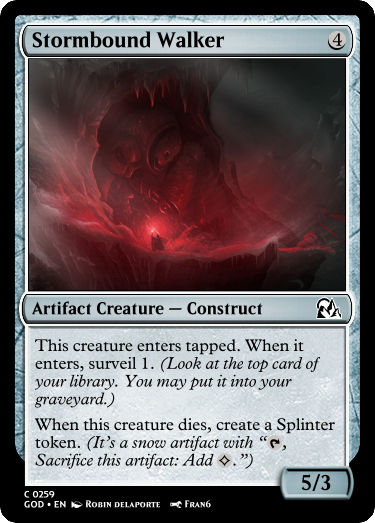 Stormbound Walker 4
Artifact Creature — Construct
This creature enters tapped. When it
enters, surveil 1. (Look at the top card of
your library. You may put it into your
graveyard.)
When this creature dies, create a Splinter
token. (It's a snow artifact with “,
Sacrifice this artifact: Add .”)
5/3
C 0259
GOD • EN Robin delaporte Fran6